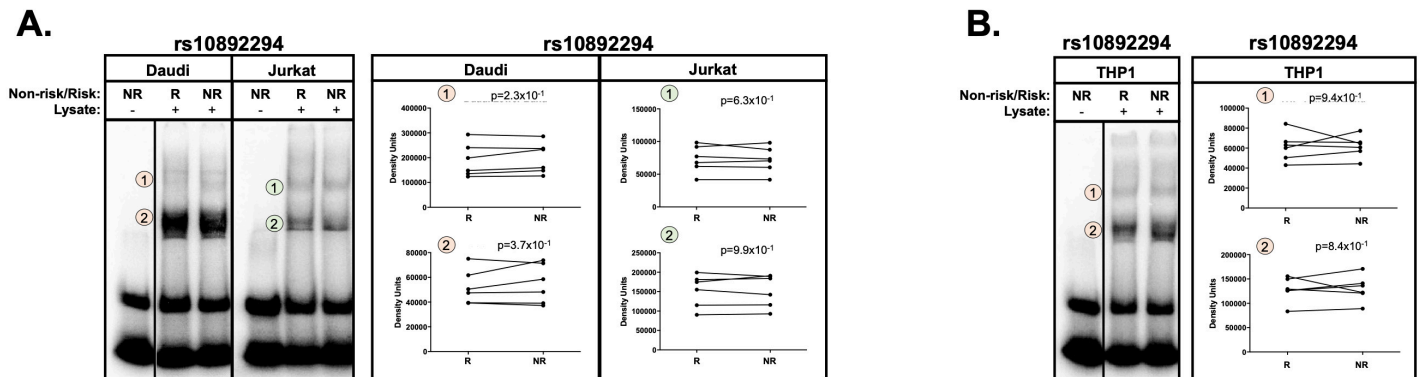 A.
rs10892294
Daudi Jurkat
Non-risk/Risk: NR R NR NR R NR
Lysate: - + + - + +
1
2
1
2
rs10892294
Daudi Jurkat
1 p=2.3x10-1
Density Units
400000
300000
200000
100000
0
R NR
1 p=6.3x10-1
Density Units
150000
100000
50000
0
R NR
2 p=3.7x10-1
Density Units
80000
60000
40000
20000
0
R NR
2 p=9.9x10-1
Density Units
250000
200000
150000
100000
50000
0
R NR
B.
rs10892294
THP1
Non-risk/Risk: NR R NR
Lysate: - + +
1
2
rs10892294
THP1
1 p=9.4x10-1
Density Units
100000
80000
60000
40000
20000
0
R NR
2 p=8.4x10-1
Density Units
200000
150000
100000
50000
0
R NR